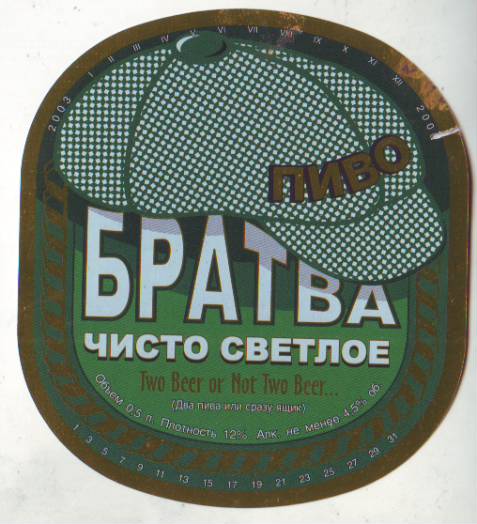 2003 I II III IV V VI VII VIII IX X XI XII
ПИВО
БРАТВА
ЧИСТО СВЕТЛОЕ
Two Beer or Not Two Beer...
(Два пива или сразу ящик)
Объем 0,5 л. Плотность 12%. Алк. не менее 4,5% об
1 3 5 7 9 11 13 15 17 19 21 23 25 27 29 31